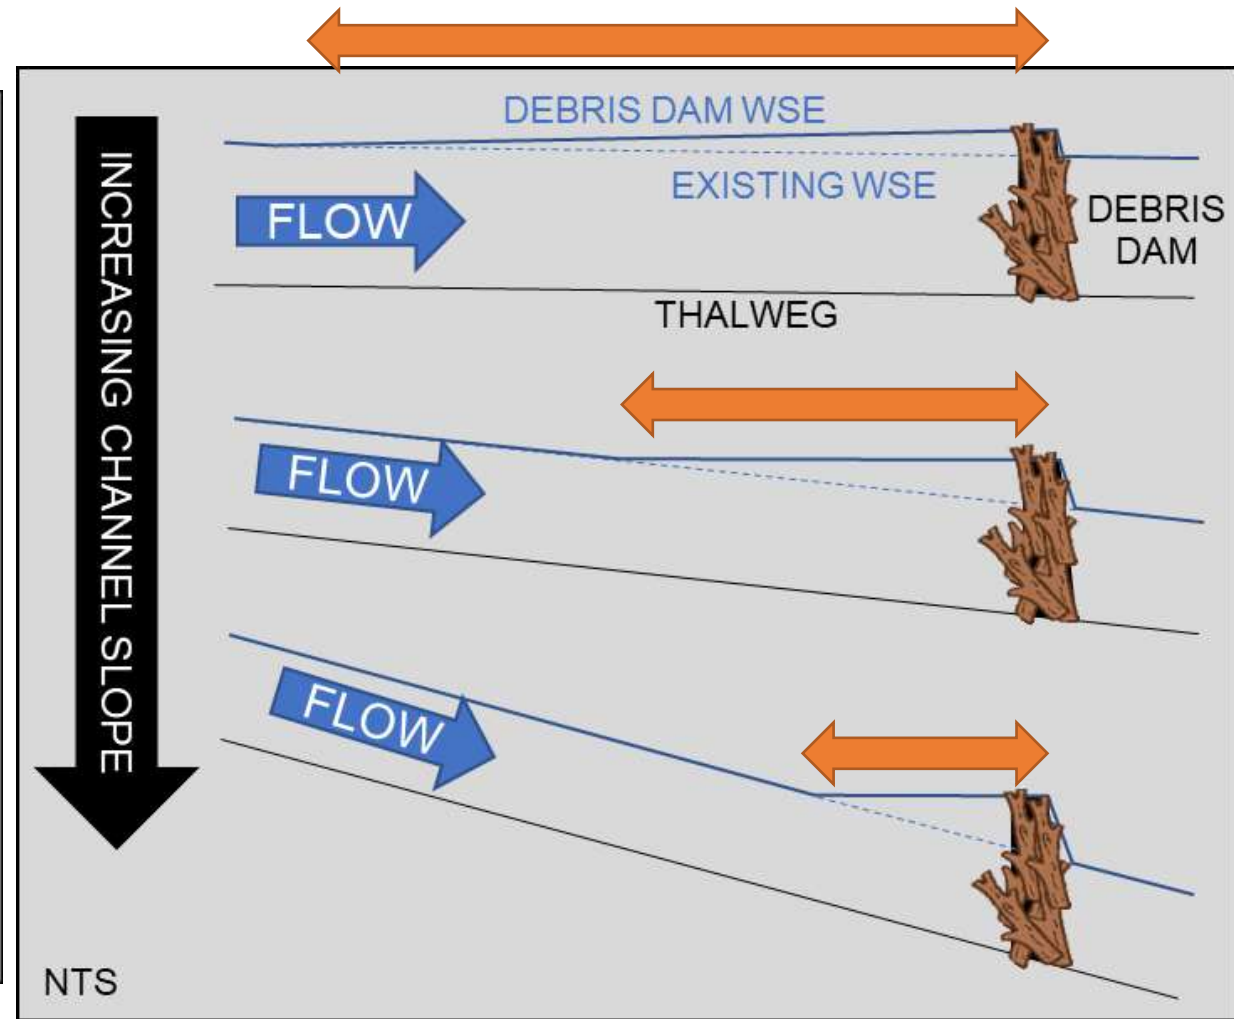 INCREASING CHANNEL SLOPE
DEBRIS DAM WSE
EXISTING WSE
FLOW
DEBRIS
DAM
THALWEG
FLOW
FLOW
NTS